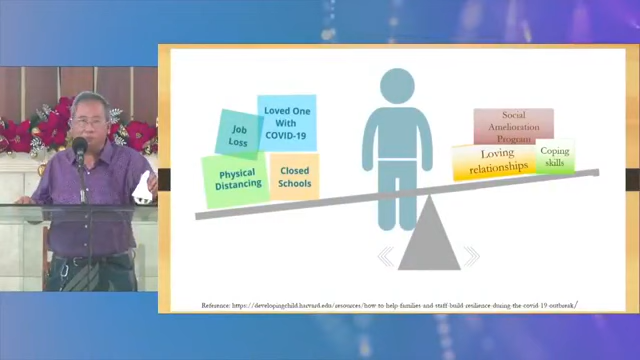 Job
Loss
Loved One
With
COVID-19
Physical
Distancing
Closed
Schools
Social
Amelioration
Program
Loving
relationships
Coping
skills
Reference: https://developingchild.harvard.edu/resources/how-to-help-families-and-staff-build-resilience-during-the-covid-19-outbreak/